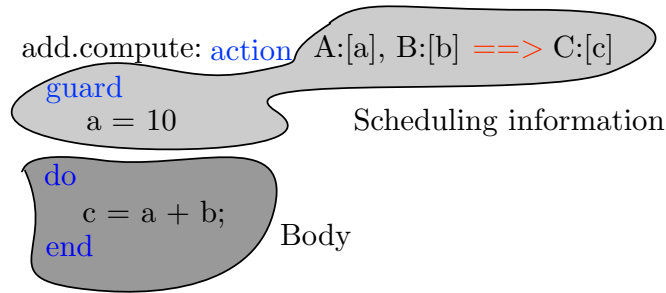 add.compute: action A:[a], B:[b] ==> C:[c]
guard
a = 10
Scheduling information
do
c = a + b;
end
Body